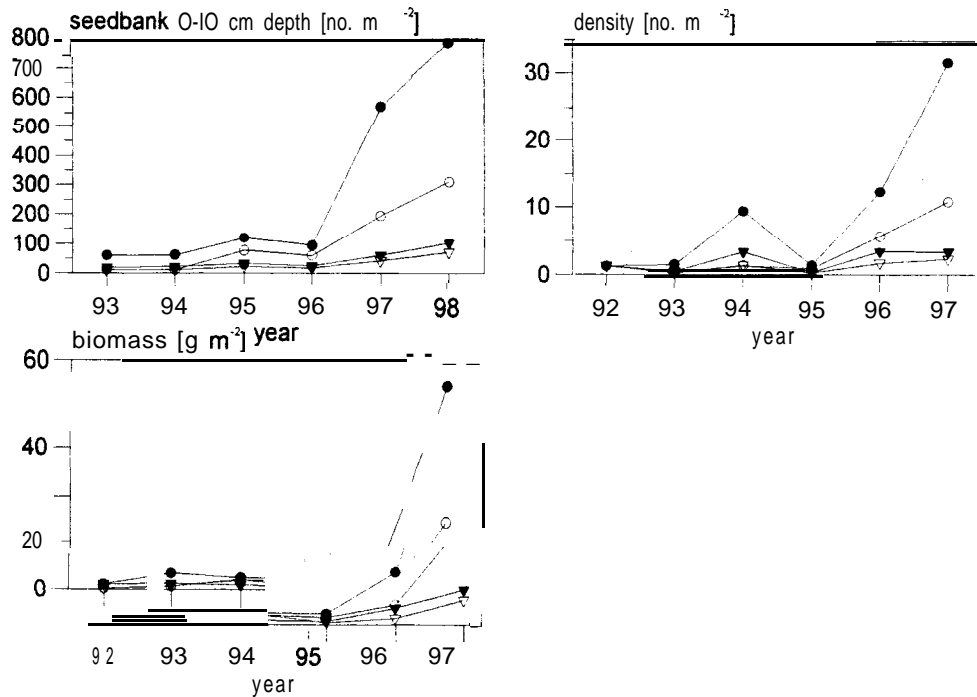 seedbank O-IO cm depth [no. m -2]
800
700
600
500
400
300
200
100
0
93 94 95 96 97 98
year
density [no. m -2]
30
20
10
0
92 93 94 95 96 97
year
biomass [g m-2]
60
40
20
0
92 93 94 95 96 97
year